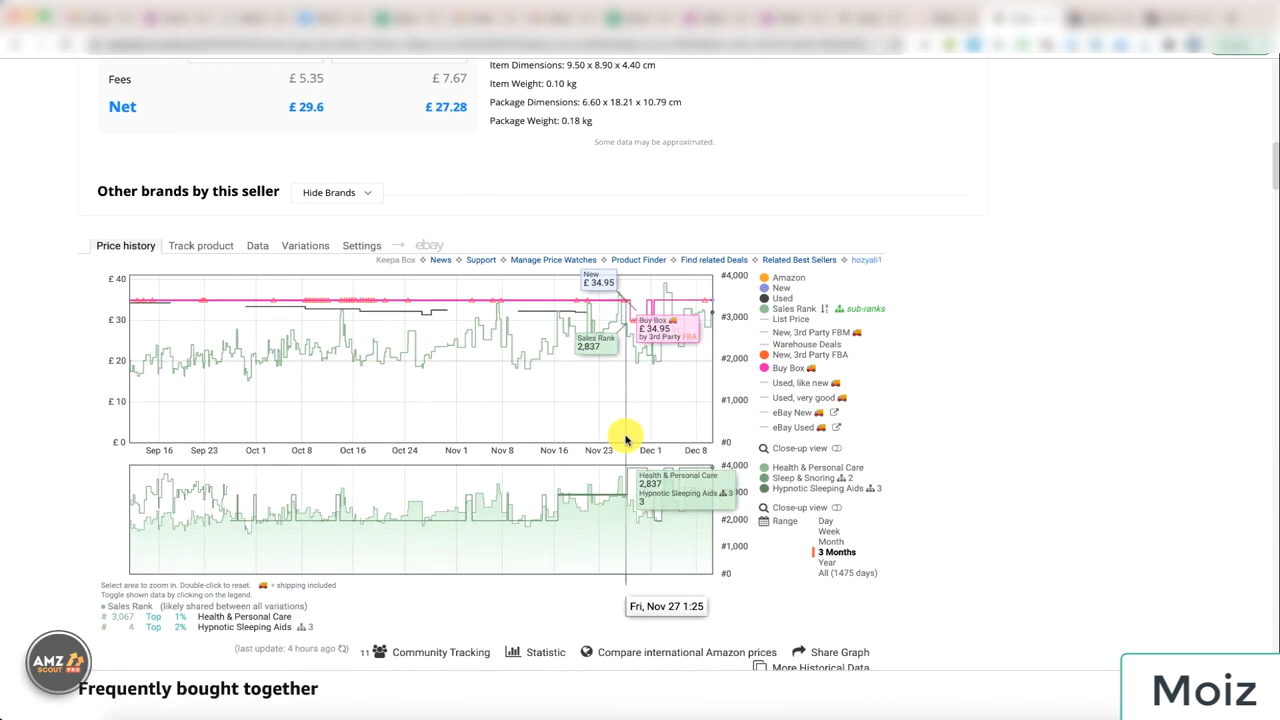 Fees £ 5.35 £ 7.67
Net £ 29.6 £ 27.28
Item Dimensions: 9.50 x 8.90 x 4.40 cm
Item Weight: 0.10 kg
Package Dimensions: 6.60 x 18.21 x 10.79 cm
Package Weight: 0.18 kg
Some data may be approximated.
Other brands by this seller Hide Brands
Price history Track product Data Variations Settings ebay
Keepa Box News Support Manage Price Watches Product Finder Find related Deals Related Best Sellers hozyali1
£ 40
£ 30
£ 20
£ 10
£ 0
New
£ 34.95
Buy Box
£ 34.95
by 3rd Party FBA
Sales Rank
2,837
#4,000
#3,000
#2,000
#1,000
#0
Sep 16 Sep 23 Oct 1 Oct 8 Oct 16 Oct 24 Nov 1 Nov 8 Nov 16 Nov 23 Dec 1 Dec 8
Amazon
New
Used
Sales Rank sub-ranks
List Price
New, 3rd Party FBM
Warehouse Deals
New, 3rd Party FBA
Buy Box
Used, like new
Used, very good
eBay New
eBay Used
Close-up view
Health & Personal Care
2,837
Hypnotic Sleeping Aids 3
3
#4,000
#2,000
#1,000
#0
Health & Personal Care
Sleep & Snoring 2
Hypnotic Sleeping Aids 3
Close-up view
Range Day
Week
Month
3 Months
Year
All (1475 days)
Select area to zoom in. Double-click to reset. = shipping included
Toggle shown data by clicking on the legend.
Fri, Nov 27 1:25
Sales Rank (likely shared between all variations)
# 3,067 Top 1% Health & Personal Care
# 4 Top 2% Hypnotic Sleeping Aids 3
(last update: 4 hours ago) 11 Community Tracking Statistic Compare international Amazon prices Share Graph
More Historical Data
AMZ
SCOUT
PRO
Frequently bought together
Moiz